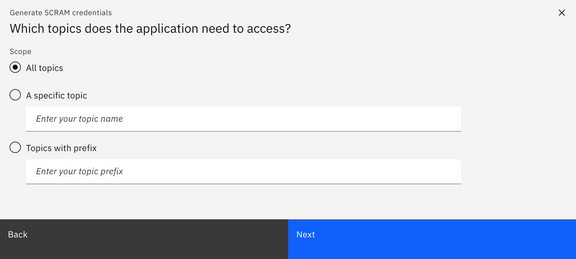 Generate SCRAM credentials
Which topics does the application need to access?
Scope
All topics
A specific topic
Enter your topic name
Topics with prefix
Enter your topic prefix
Back
Next